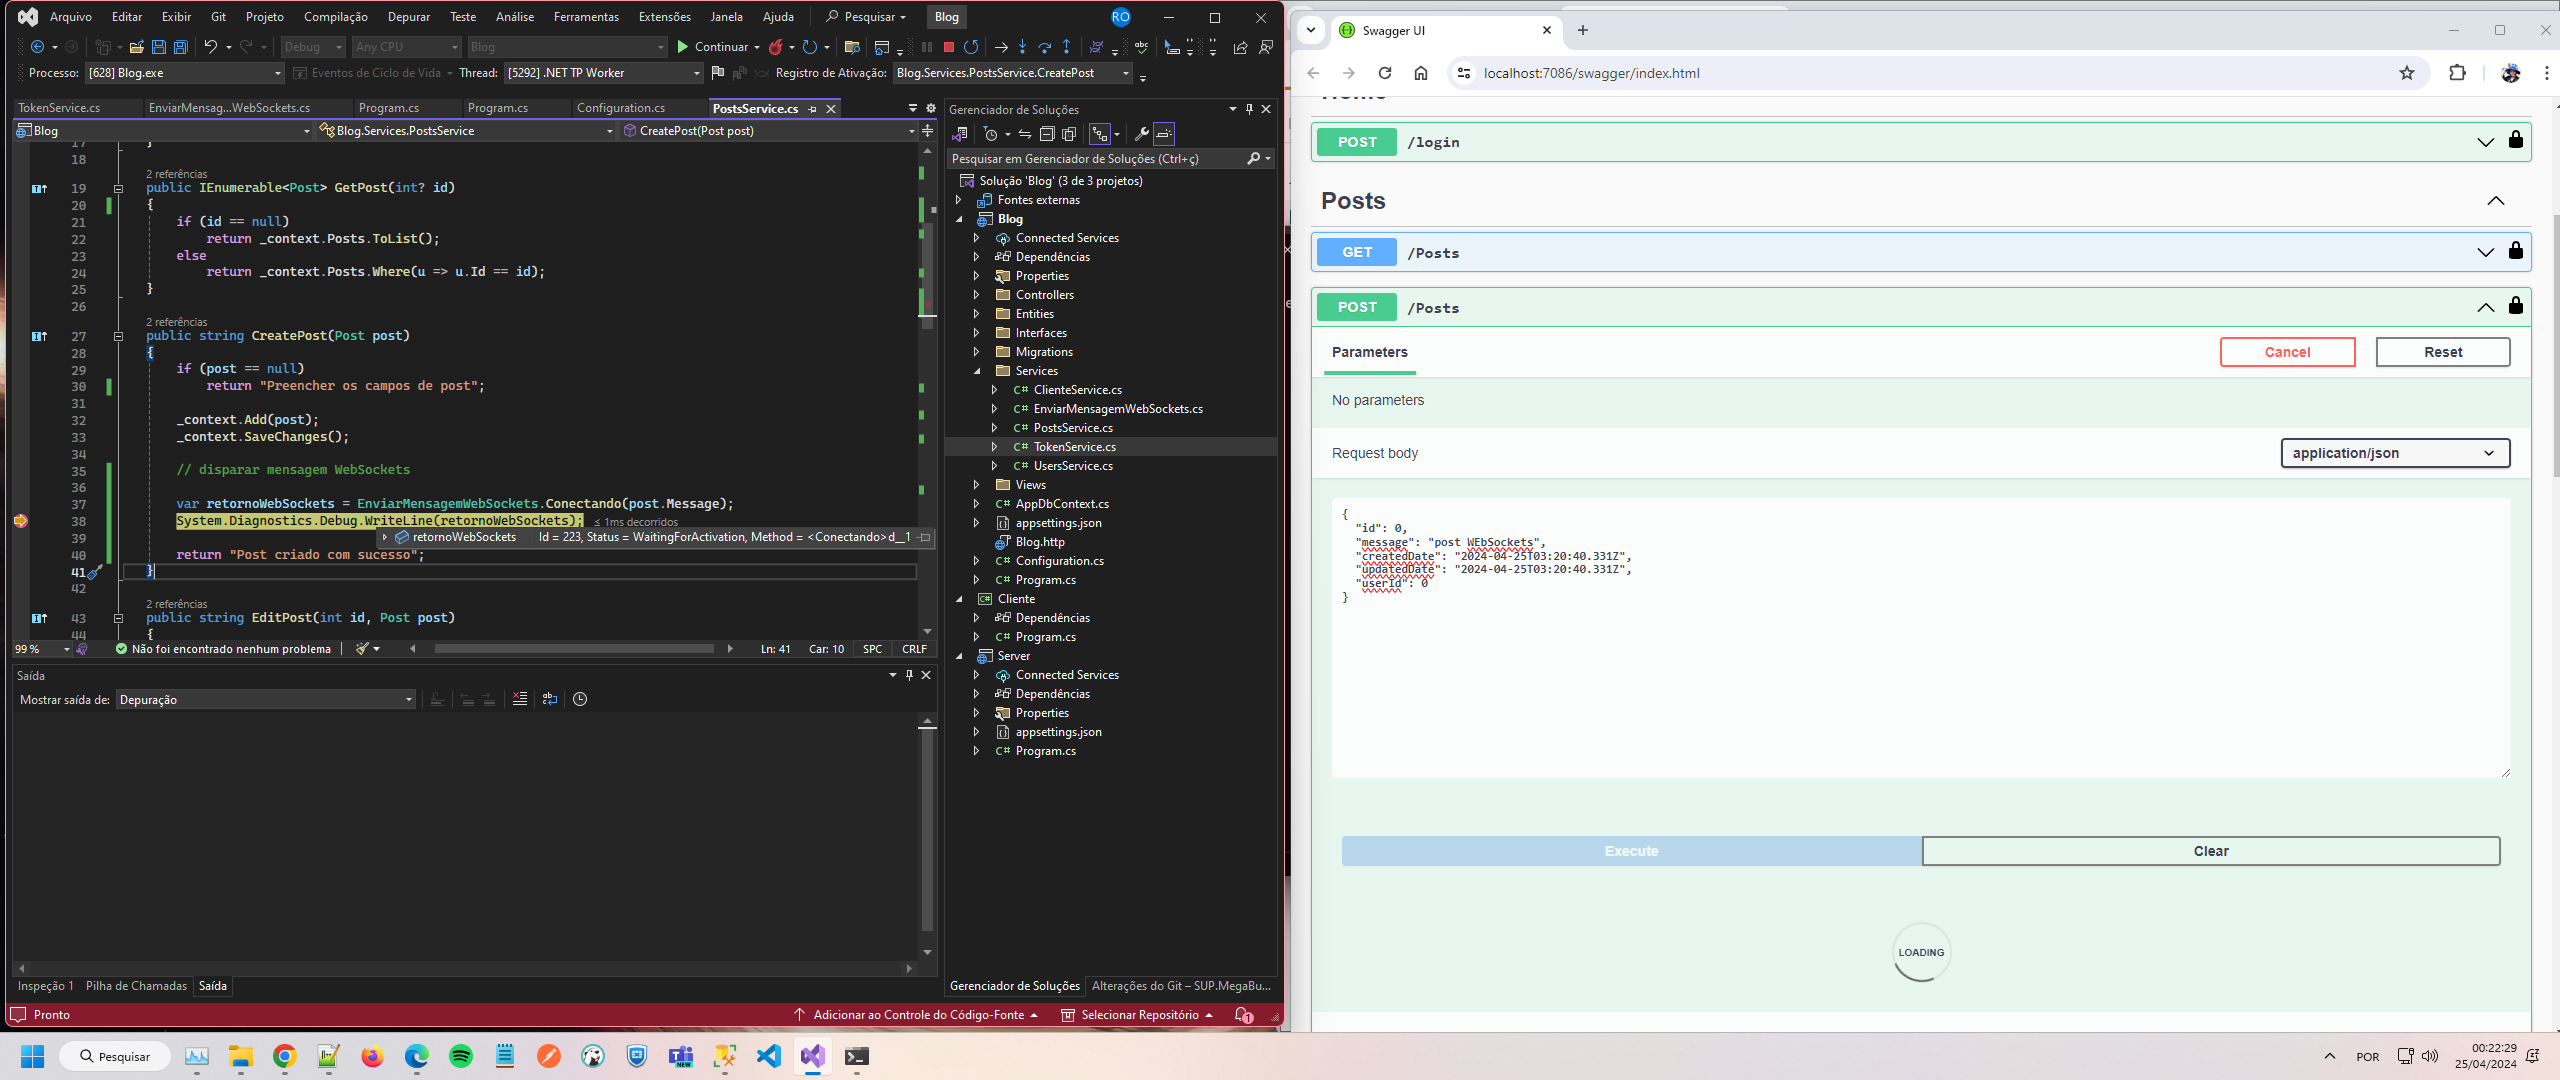 Arquivo Editar Exibir Git Projeto Compilação Depurar Teste Análise Ferramentas Extensões Janela Ajuda Pesquisar Blog RO
Debug Any CPU Blog Continuar
Processo: [628] Blog.exe Eventos de Ciclo de Vida Thread: [5292] .NET TP Worker Registro de Ativação: Blog.Services.PostsService.CreatePost
TokenService.cs EnviarMensag...WebSockets.cs Program.cs Program.cs Configuration.cs PostsService.cs
Blog Blog.Services.PostsService CreatePost(Post post)
17 }
18
2 referências
19 public IEnumerable<Post> GetPost(int? id)
20 {
21 if (id == null)
22 return _context.Posts.ToList();
23 else
24 return _context.Posts.Where(u => u.Id == id);
25 }
26
2 referências
27 public string CreatePost(Post post)
28 {
29 if (post == null)
30 return "Preencher os campos de post";
31
32 _context.Add(post);
33 _context.SaveChanges();
34
35 // disparar mensagem WebSockets
36
37 var retornoWebSockets = EnviarMensagemWebSockets.Conectando(post.Message);
38 System.Diagnostics.Debug.WriteLine(retornoWebSockets); ≤ 1ms decorridos
39 retornoWebSockets Id = 223, Status = WaitingForActivation, Method = <Conectando>d__1
40 return "Post criado com sucesso";
41 }
42
2 referências
43 public string EditPost(int id, Post post)
44 {
99 % Não foi encontrado nenhum problema Ln: 41 Car: 10 SPC CRLF
Saída
Mostrar saída de: Depuração
Inspeção 1 Pilha de Chamadas Saída
Gerenciador de Soluções
Pesquisar em Gerenciador de Soluções (Ctrl+ç)
Solução 'Blog' (3 de 3 projetos)
Fontes externas
Blog
Connected Services
Dependências
Properties
Controllers
Entities
Interfaces
Migrations
Services
C# ClienteService.cs
C# EnviarMensagemWebSockets.cs
C# PostsService.cs
C# TokenService.cs
C# UsersService.cs
Views
C# AppDbContext.cs
appsettings.json
Blog.http
C# Configuration.cs
C# Program.cs
Cliente
Dependências
C# Program.cs
Server
Connected Services
Dependências
Properties
appsettings.json
C# Program.cs
Gerenciador de Soluções Alterações do Git – SUP.MegaBu...
Pronto Adicionar ao Controle do Código-Fonte Selecionar Repositório 1
Swagger UI
localhost:7086/swagger/index.html
Home
POST /login
Posts
GET /Posts
POST /Posts
Parameters Cancel Reset
No parameters
Request body application/json
{
"id": 0,
"message": "post WEbSockets",
"createdDate": "2024-04-25T03:20:40.331Z",
"updatedDate": "2024-04-25T03:20:40.331Z",
"userId": 0
}
Execute Clear
LOADING
Pesquisar NEW POR 00:22:29
25/04/2024